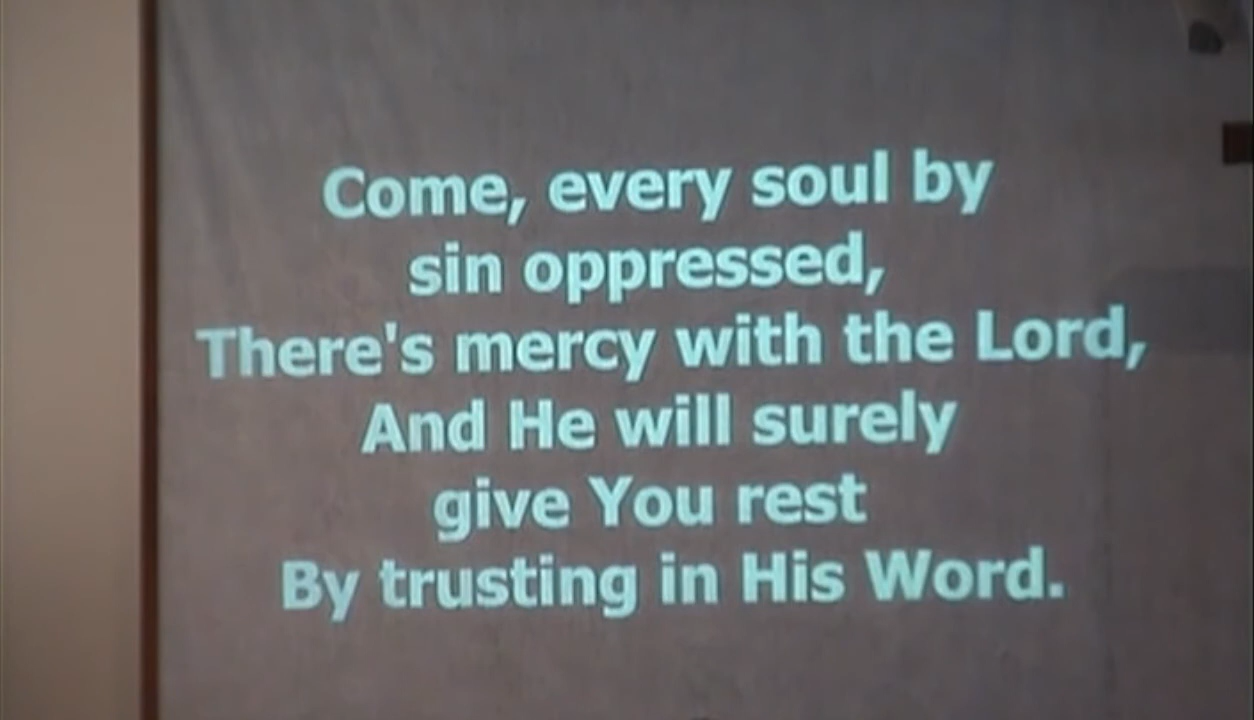 Come, every soul by
sin oppressed,
There's mercy with the Lord,
And He will surely
give You rest
By trusting in His Word.